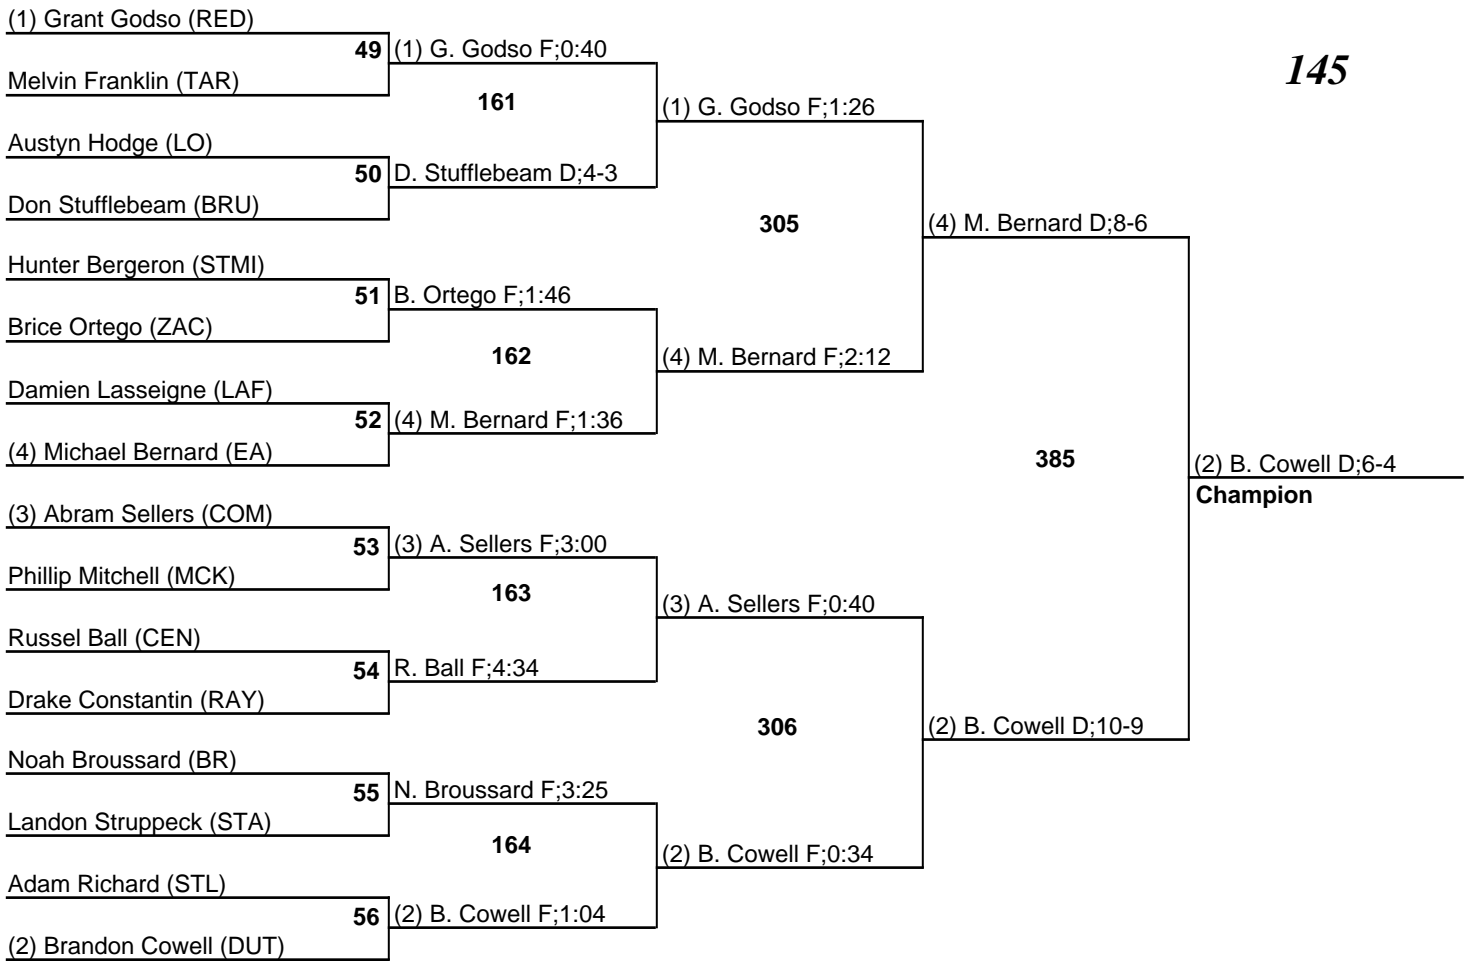 (1) Grant Godso (RED)
49 (1) G. Godso F;0:40
145
Melvin Franklin (TAR)
161
(1) G. Godso F;1:26
Austyn Hodge (LO)
50 D. Stufflebeam D;4-3
Don Stufflebeam (BRU)
305
(4) M. Bernard D;8-6
Hunter Bergeron (STMI)
51 B. Ortego F;1:46
Brice Ortego (ZAC)
162
(4) M. Bernard F;2:12
Damien Lasseigne (LAF)
52 (4) M. Bernard F;1:36
(4) Michael Bernard (EA)
385
(2) B. Cowell D;6-4
Champion
(3) Abram Sellers (COM)
53 (3) A. Sellers F;3:00
Phillip Mitchell (MCK)
163
(3) A. Sellers F;0:40
Russel Ball (CEN)
54 R. Ball F;4:34
Drake Constantin (RAY)
306
(2) B. Cowell D;10-9
Noah Broussard (BR)
55 N. Broussard F;3:25
Landon Struppeck (STA)
164
(2) B. Cowell F;0:34
Adam Richard (STL)
56 (2) B. Cowell F;1:04
(2) Brandon Cowell (DUT)